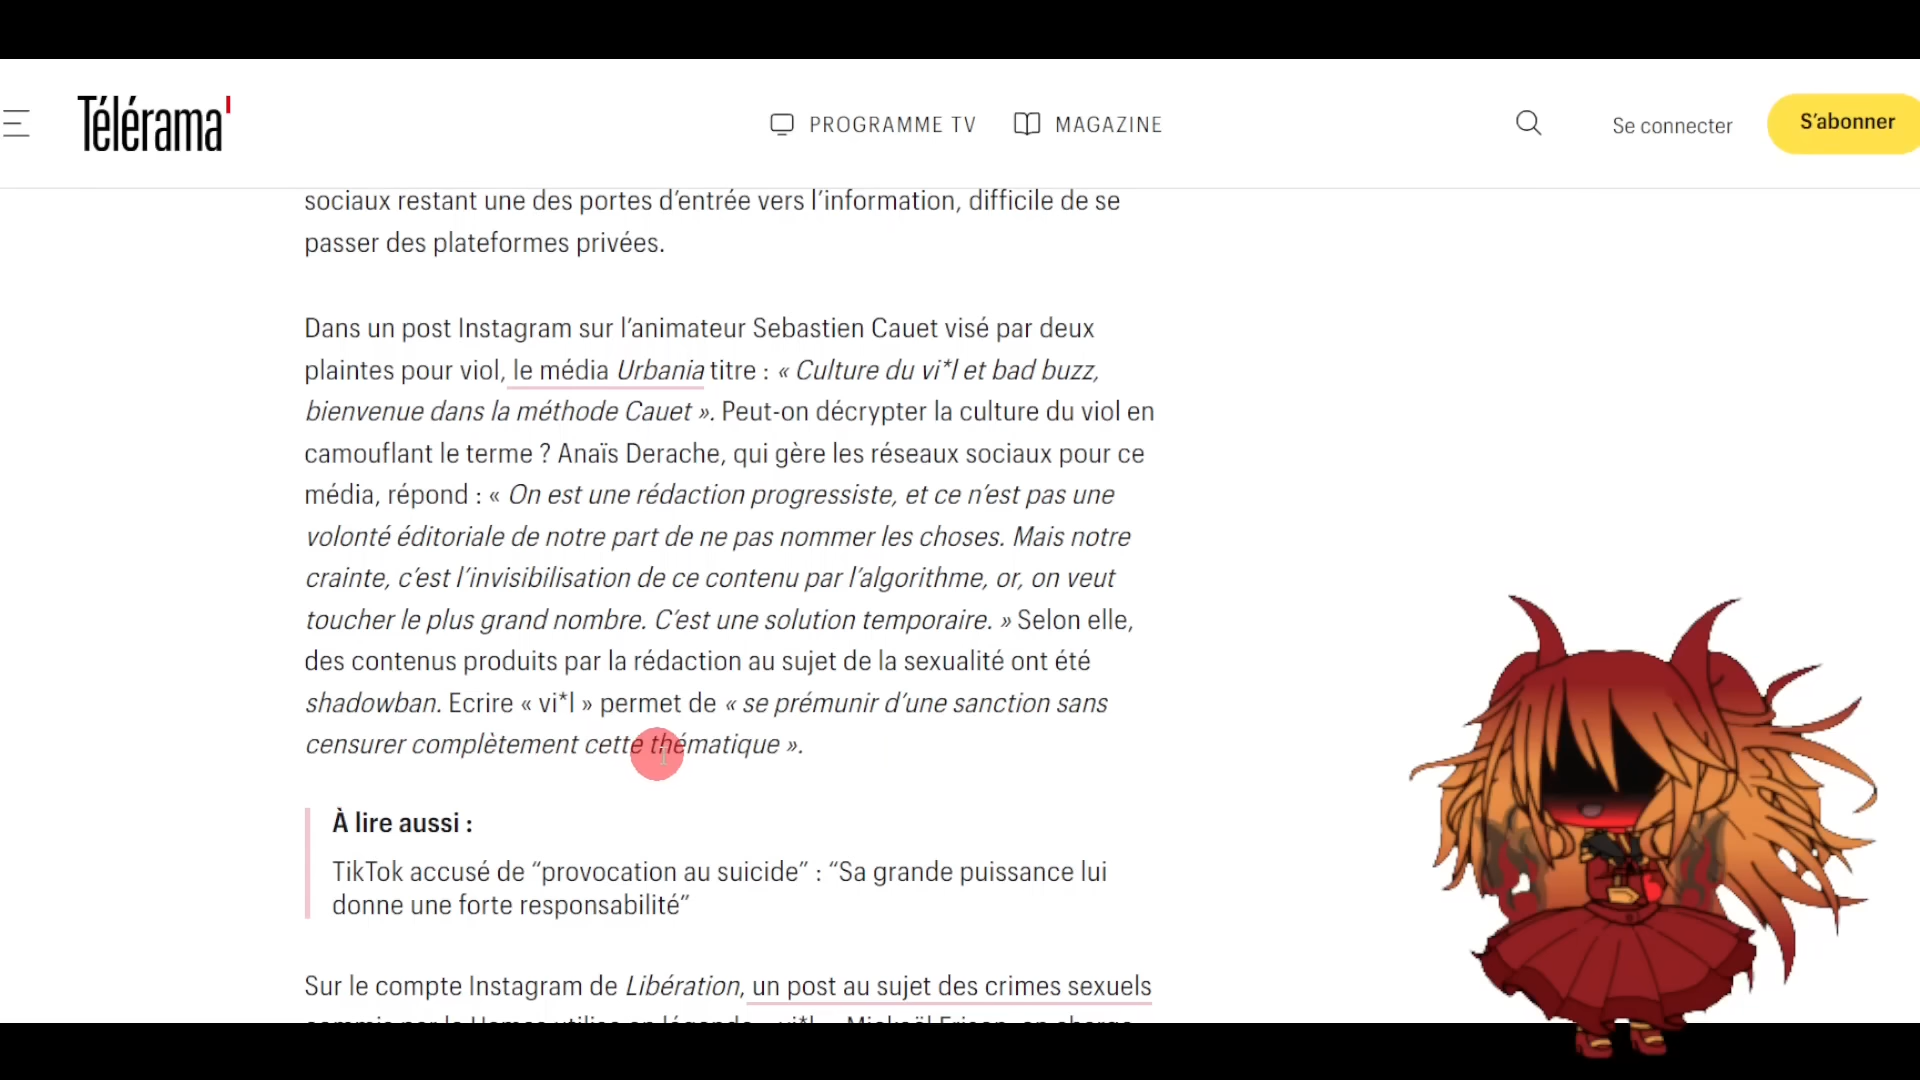 Télérama'
PROGRAMME TV
MAGAZINE
Se connecter
S'abonner
sociaux restant une des portes d’entrée vers l’information, difficile de se
passer des plateformes privées.
Dans un post Instagram sur l’animateur Sebastien Cauet visé par deux
plaintes pour viol, le média Urbania titre : « Culture du vi*l et bad buzz,
bienvenue dans la méthode Cauet ». Peut-on décrypter la culture du viol en
camouflant le terme ? Anaïs Derache, qui gère les réseaux sociaux pour ce
média, répond : « On est une rédaction progressiste, et ce n’est pas une
volonté éditoriale de notre part de ne pas nommer les choses. Mais notre
crainte, c’est l’invisibilisation de ce contenu par l’algorithme, or, on veut
toucher le plus grand nombre. C’est une solution temporaire. » Selon elle,
des contenus produits par la rédaction au sujet de la sexualité ont été
shadowban. Ecrire « vi*l » permet de « se prémunir d’une sanction sans
censurer complètement cette thématique ».
À lire aussi :
TikTok accusé de “provocation au suicide” : “Sa grande puissance lui
donne une forte responsabilité”
Sur le compte Instagram de Libération, un post au sujet des crimes sexuels